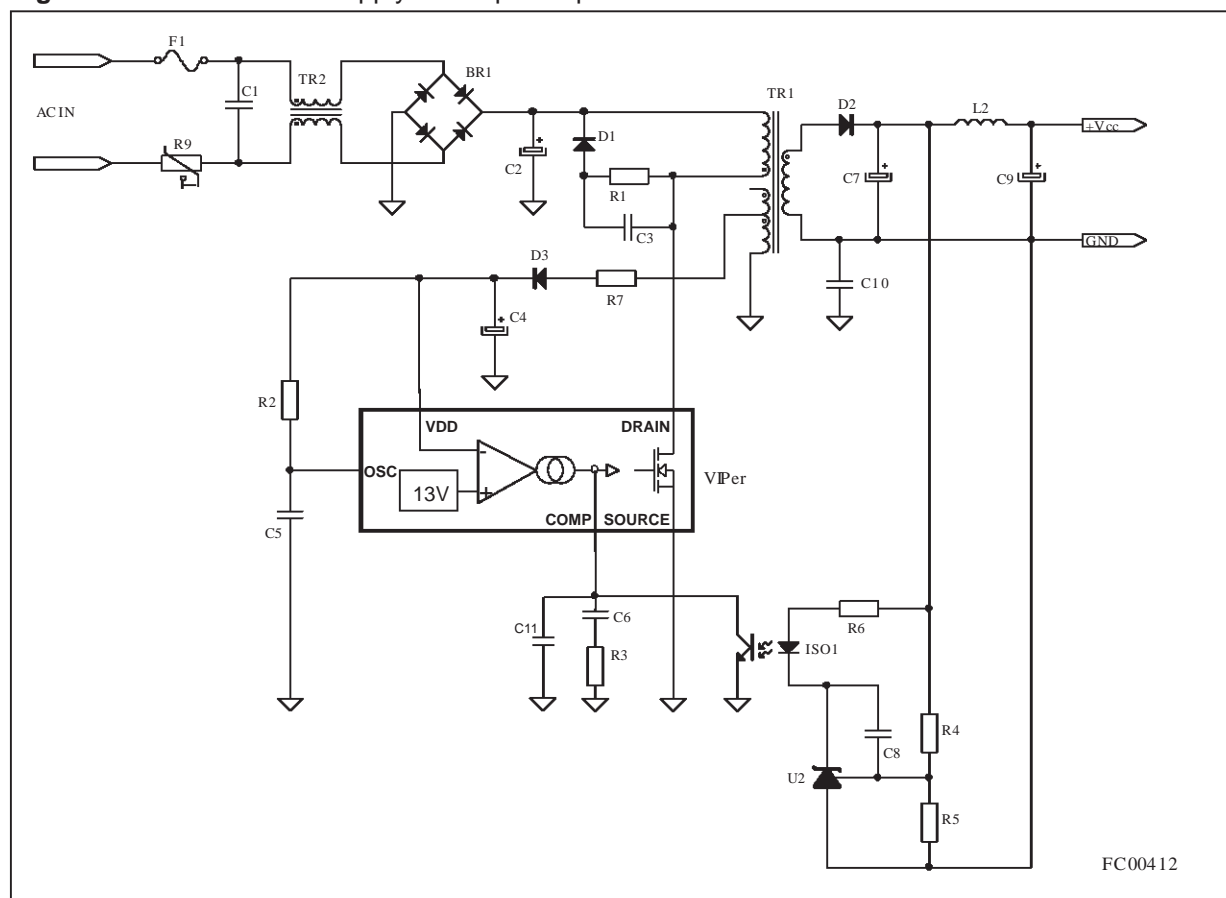 F1
TR2
BR1
TR1
D2
L2
C1
AC IN
D1
+Vcc
R9
C2
R1
C7
C9
C3
GND
D3
C10
R7
C4
R2
VDD
DRAIN
OSC
-
13V
+
VIPer
COMP
SOURCE
C5
C11
C6
R6
R3
ISO1
R4
C8
U2
R5
FC00412